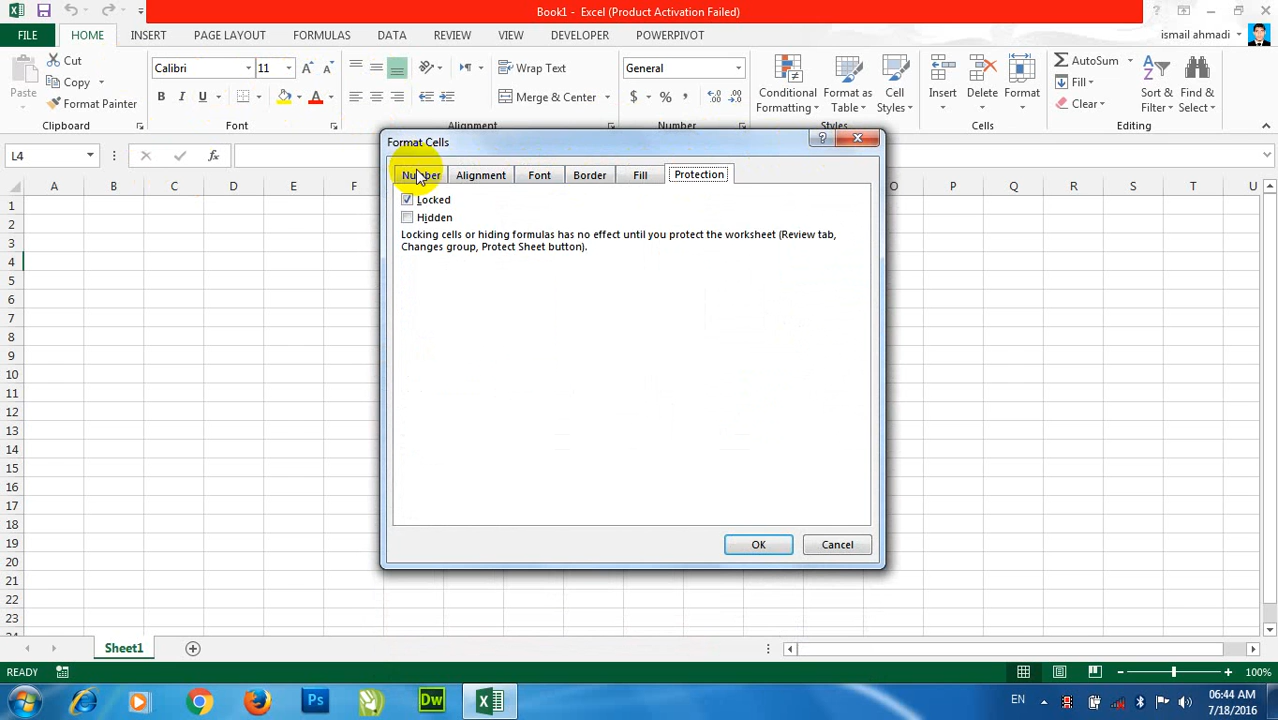 Book1 - Excel (Product Activation Failed)
FILE HOME INSERT PAGE LAYOUT FORMULAS DATA REVIEW VIEW DEVELOPER POWERPIVOT ismail ahmadi
Paste
Cut
Copy
Format Painter
Clipboard
Calibri 11
B I U
Font
Wrap Text
Merge & Center
Alignment
General
$ % ,
Number
Conditional Formatting
Format as Table
Cell Styles
Styles
Insert
Delete
Format
Cells
AutoSum
Fill
Clear
Sort & Filter
Find & Select
L4
fx
Format Cells
Number Alignment Font Border Fill Protection
Locked
Hidden
Locking cells or hiding formulas has no effect until you protect the worksheet (Review tab,
Changes group, Protect Sheet button).
OK Cancel
A B C D E F O P Q R S T U
1
2
3
4
5
6
7
8
9
10
11
12
13
14
15
16
17
18
19
20
21
22
23
Sheet1
READY 100%
Ps Dw EN 06:44 AM
7/18/2016